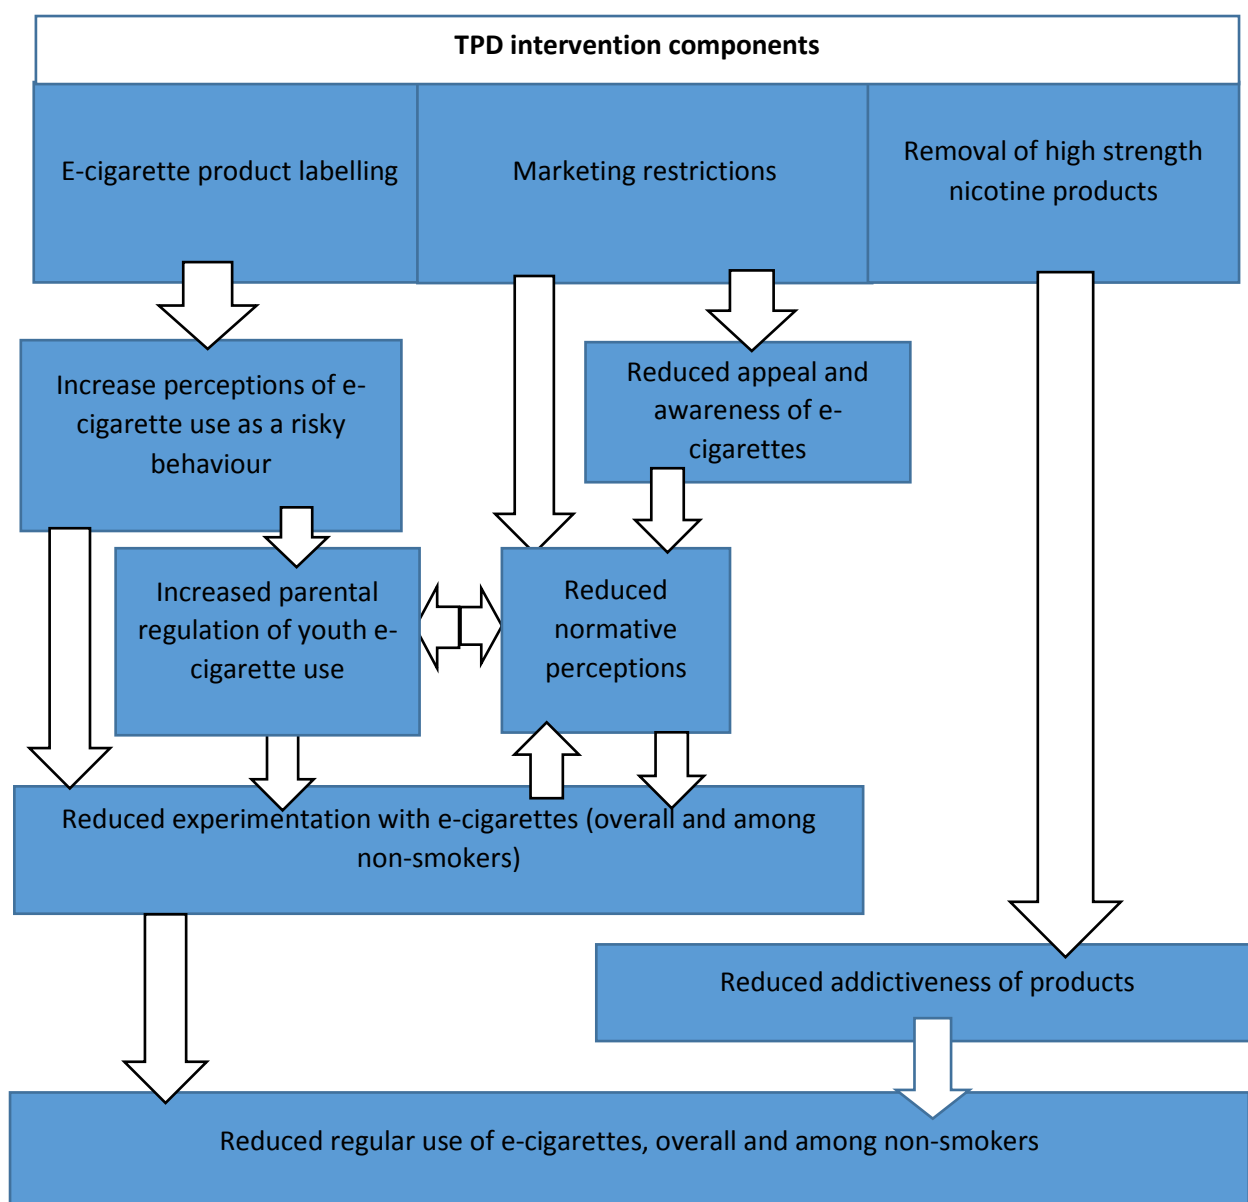 TPD intervention components
E-cigarette product labelling
Marketing restrictions
Removal of high strength
nicotine products
Increase perceptions of e-
cigarette use as a risky
behaviour
Reduced appeal and
awareness of e-
cigarettes
Increased parental
regulation of youth e-
cigarette use
Reduced
normative
perceptions
Reduced experimentation with e-cigarettes (overall and among
non-smokers)
Reduced addictiveness of products
Reduced regular use of e-cigarettes, overall and among non-smokers